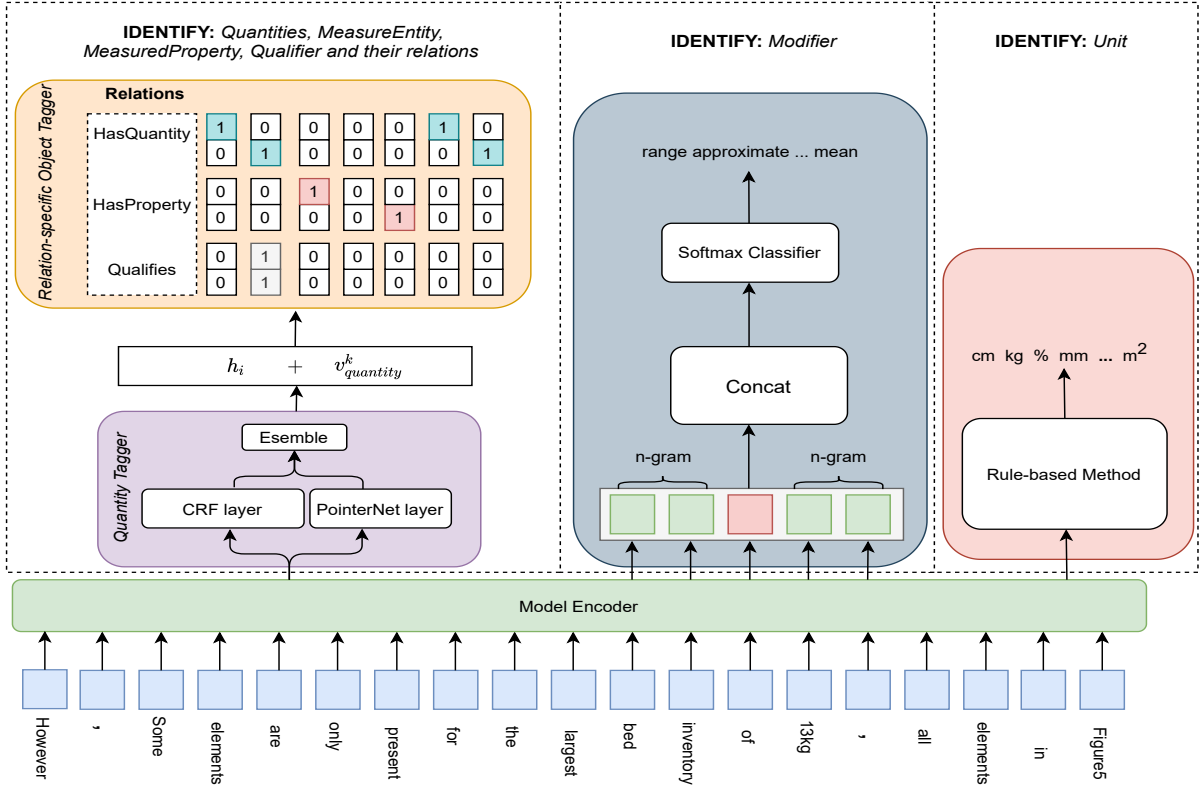 IDENTIFY: Quantities, MeasureEntity,
MeasuredProperty, Qualifier and their relations
Relation-specific Object Tagger
Relations
HasQuantity
1 0 0 0 0 1 0
0 1 0 0 0 0 1
HasProperty
0 0 1 0 0 0 0
0 0 0 0 1 0 0
Qualifies
0 1 0 0 0 0 0
0 1 0 0 0 0 0
h_i + v^k_{quantity}
Quantity Tagger
Esemble
CRF layer
PointerNet layer
IDENTIFY: Modifier
range approximate ... mean
Softmax Classifier
Concat
n-gram
n-gram
IDENTIFY: Unit
cm kg % mm ... m²
Rule-based Method
Model Encoder
However
,
Some
elements
are
only
present
for
the
largest
bed
inventory
of
13kg
,
all
elements
in
Figure5